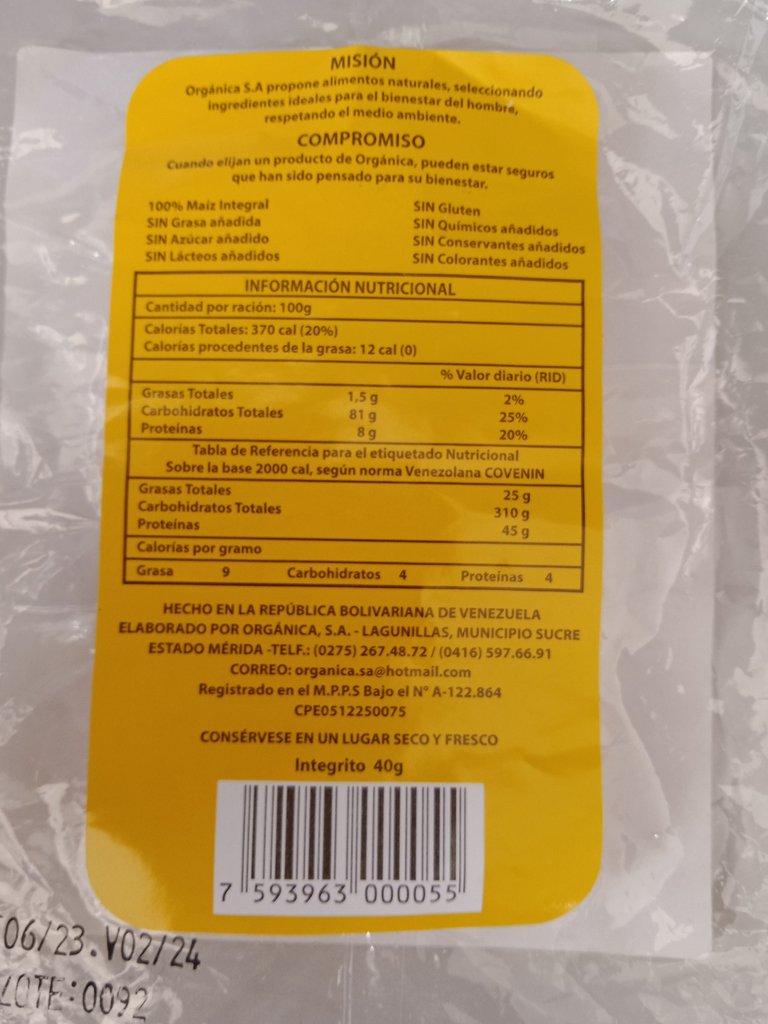 MISIÓN
Orgánica S.A propone alimentos naturales, seleccionando
ingredientes ideales para el bienestar del hombre,
respetando el medio ambiente.
COMPROMISO
Cuando elijan un producto de Orgánica, pueden estar seguros
que han sido pensado para su bienestar.
100% Maíz Integral
SIN Grasa añadida
SIN Azúcar añadido
SIN Lácteos añadidos
SIN Gluten
SIN Químicos añadidos
SIN Conservantes añadidos
SIN Colorantes añadidos
INFORMACIÓN NUTRICIONAL
Cantidad por ración: 100g
Calorías Totales: 370 cal (20%)
Calorías procedentes de la grasa: 12 cal (0)
% Valor diario (RID)
Grasas Totales 1,5 g 2%
Carbohidratos Totales 81 g 25%
Proteínas 8 g 20%
Tabla de Referencia para el etiquetado Nutricional
Sobre la base 2000 cal, según norma Venezolana COVENIN
Grasas Totales 25 g
Carbohidratos Totales 310 g
Proteínas 45 g
Calorías por gramo
Grasa 9 Carbohidratos 4 Proteínas 4
HECHO EN LA REPÚBLICA BOLIVARIANA DE VENEZUELA
ELABORADO POR ORGÁNICA, S.A. - LAGUNILLAS, MUNICIPIO SUCRE
ESTADO MÉRIDA -TELF.: (0275) 267.48.72 / (0416) 597.66.91
CORREO: organica.sa@hotmail.com
Registrado en el M.P.P.S Bajo el N° A-122.864
CPE0512250075
CONSÉRVESE EN UN LUGAR SECO Y FRESCO
Integrito 40g
7 593963 000055
06/23.V02/24
LOTE:0092